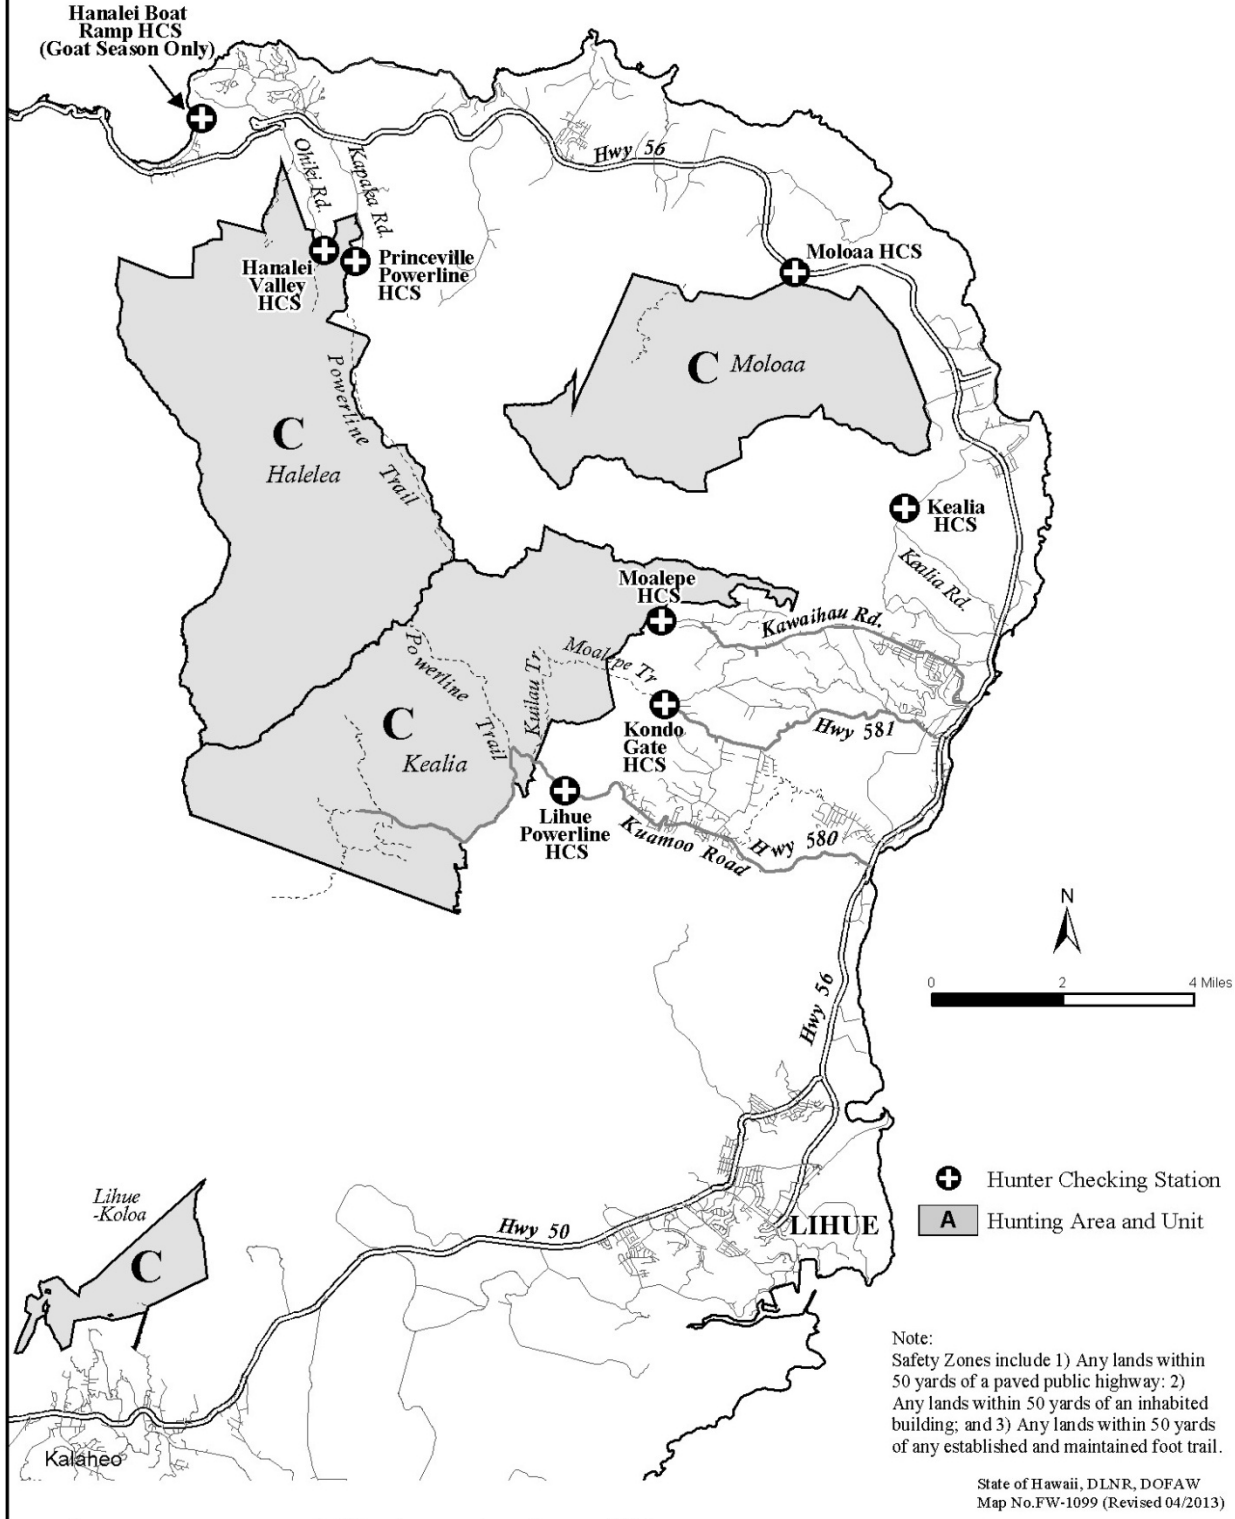 Hanalei Boat
Ramp HCS
(Goat Season Only)
Ohiki Rd.
Kapaka Rd.
Hwy 56
Hanalei
Valley
HCS
Princeville
Powerline
HCS
Moloaa HCS
C Moloaa
Powerline
Trail
C
Halelea
Kealia
HCS
Kealia Rd.
Moalepe
HCS
Kawaihau Rd.
Moalepe Tr
Powerline
Trail
Kuilau Tr
C
Kealia
Kondo
Gate
HCS
Hwy 581
Lihue
Powerline
HCS
Kuamoo Road
Hwy 580
N
0 2 4 Miles
Hwy 56
Lihue
-Koloa
C
Hwy 50
LIHUE
Hunter Checking Station
A Hunting Area and Unit
Kalaheo
Note:
Safety Zones include 1) Any lands within
50 yards of a paved public highway: 2)
Any lands within 50 yards of an inhabited
building; and 3) Any lands within 50 yards
of any established and maintained foot trail.
State of Hawaii, DLNR, DOFAW
Map No.FW-1099 (Revised 04/2013)